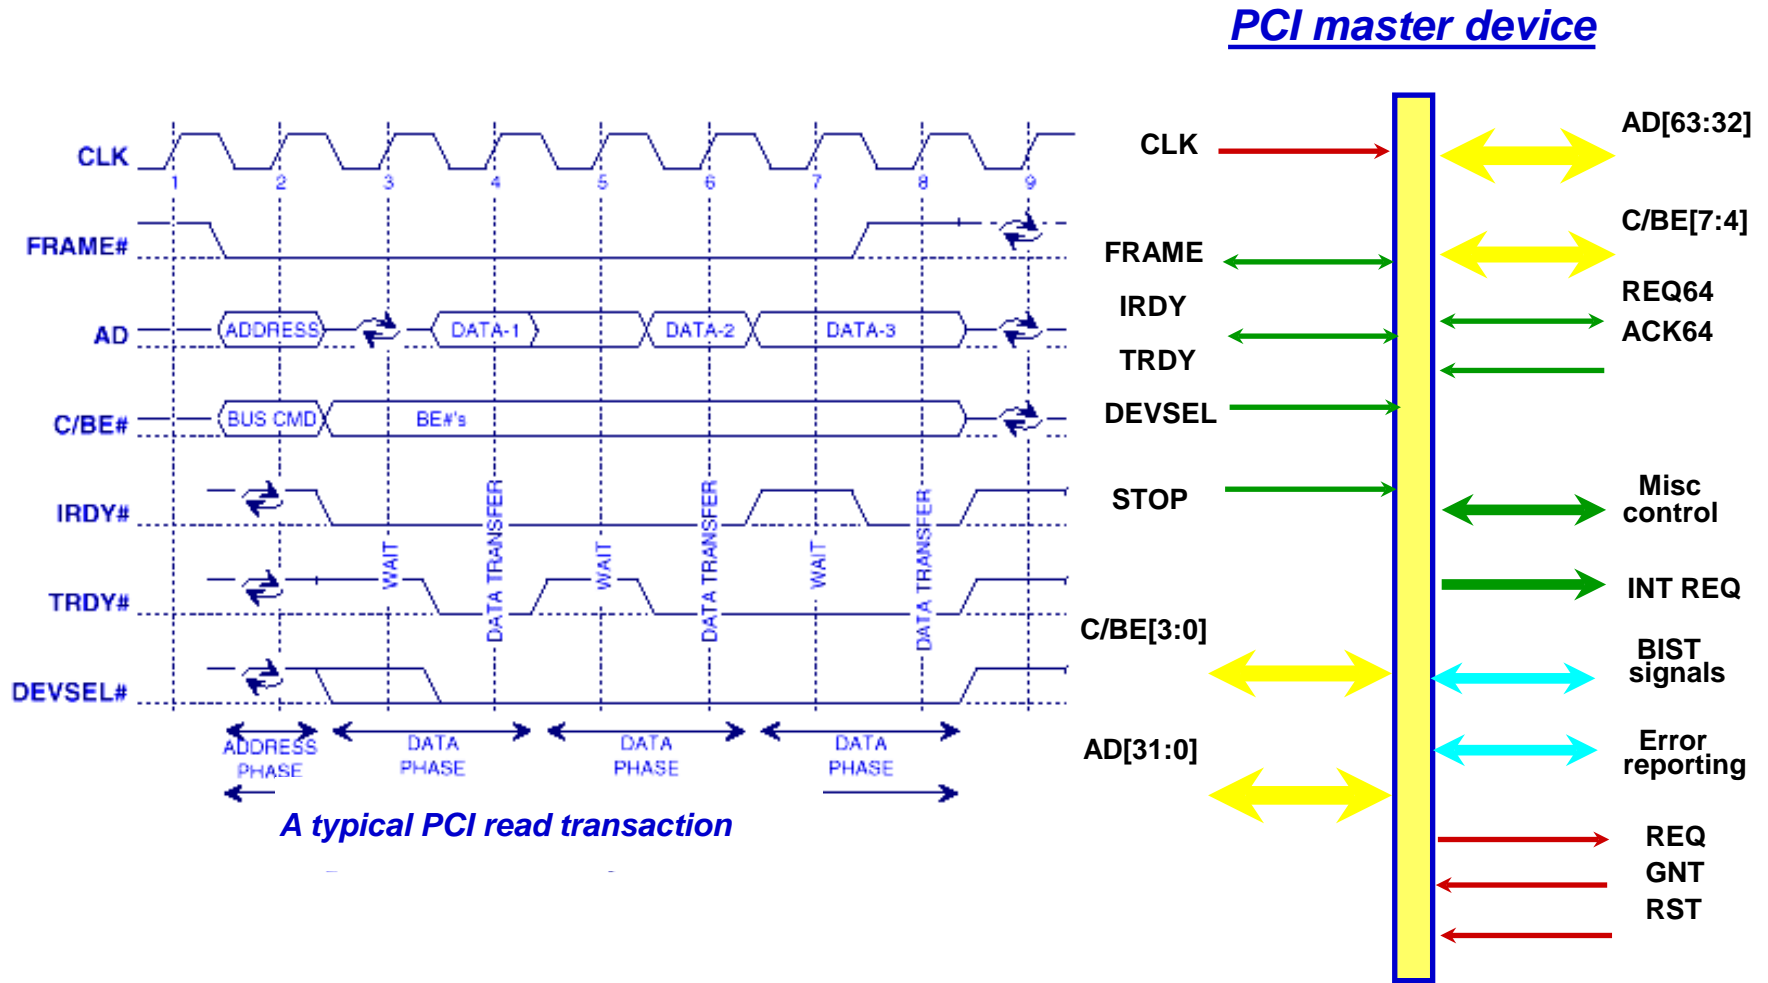 PCI master device
CLK
1 2 3 4 5 6 7 8 9
FRAME#
AD
ADDRESS
DATA-1
DATA-2
DATA-3
C/BE#
BUS CMD
BE#'s
IRDY#
TRDY#
WAIT
DATA TRANSFER
WAIT
DATA TRANSFER
WAIT
DATA TRANSFER
DEVSEL#
ADDRESS
PHASE
DATA
PHASE
DATA
PHASE
DATA
PHASE
A typical PCI read transaction
CLK
FRAME
IRDY
TRDY
DEVSEL
STOP
C/BE[3:0]
AD[31:0]
AD[63:32]
C/BE[7:4]
REQ64
ACK64
Misc
control
INT REQ
BIST
signals
Error
reporting
REQ
GNT
RST